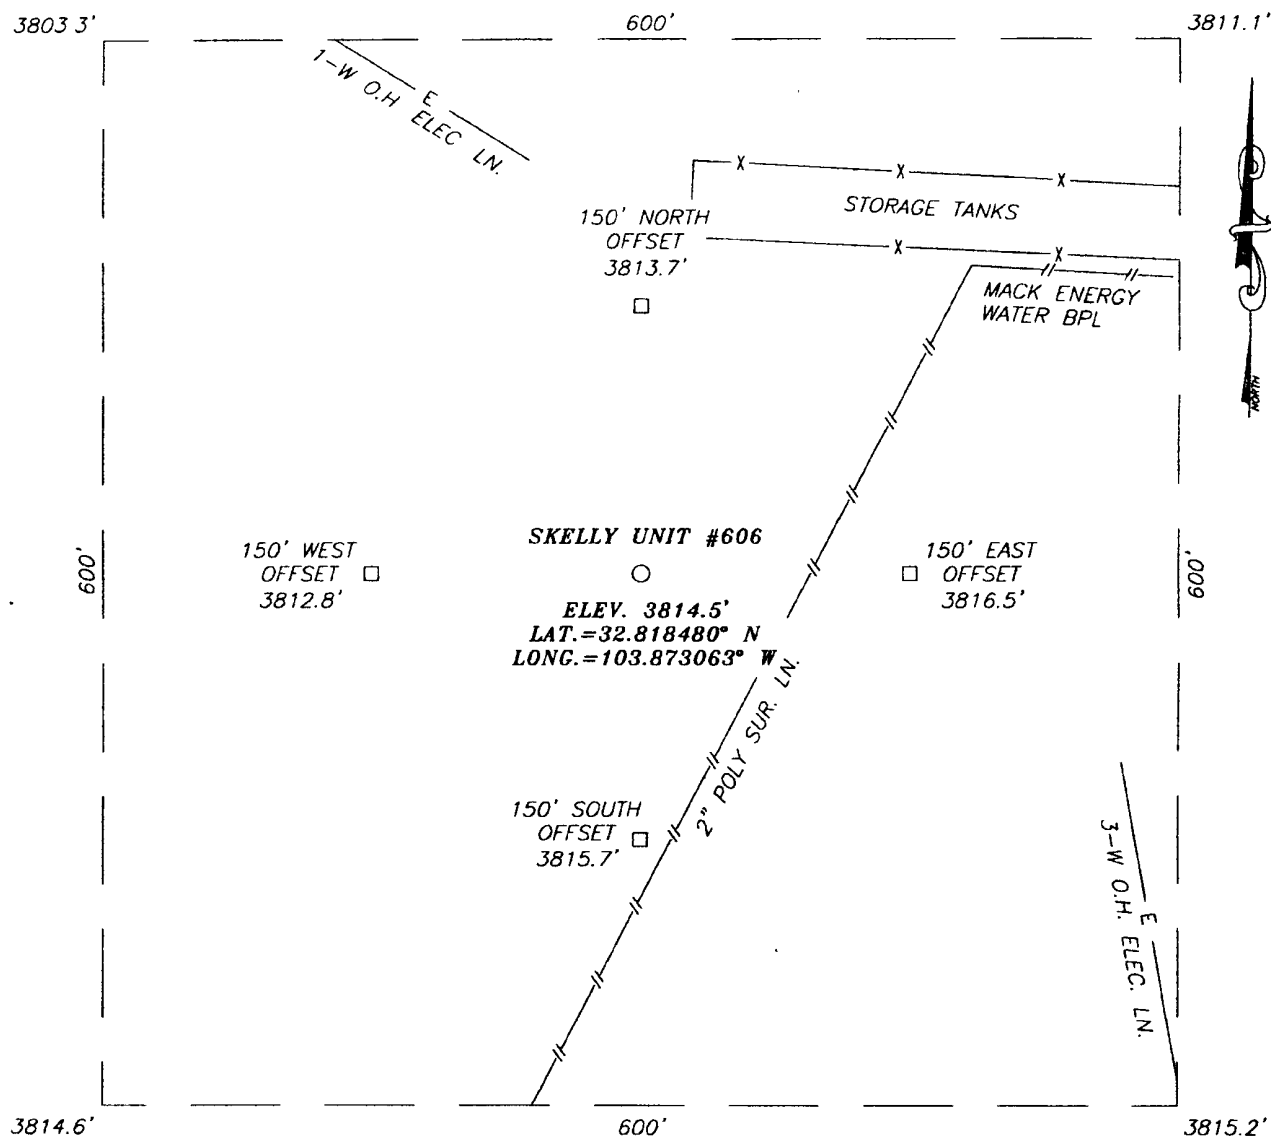 3803 3'
600'
3811.1'
1-W O.H ELEC LN.
E
X X X
STORAGE TANKS
150' NORTH
OFFSET
3813.7'
X X
MACK ENERGY
WATER BPL
NORTH
600'
150' WEST
OFFSET
3812.8'
SKELLY UNIT #606
ELEV. 3814.5'
LAT.=32.818480° N
LONG.=103.873063° W
150' EAST
OFFSET
3816.5'
600'
2" POLY SUR. LN.
150' SOUTH
OFFSET
3815.7'
3-W O.H. ELEC. LN.
E
3814.6'
600'
3815.2'